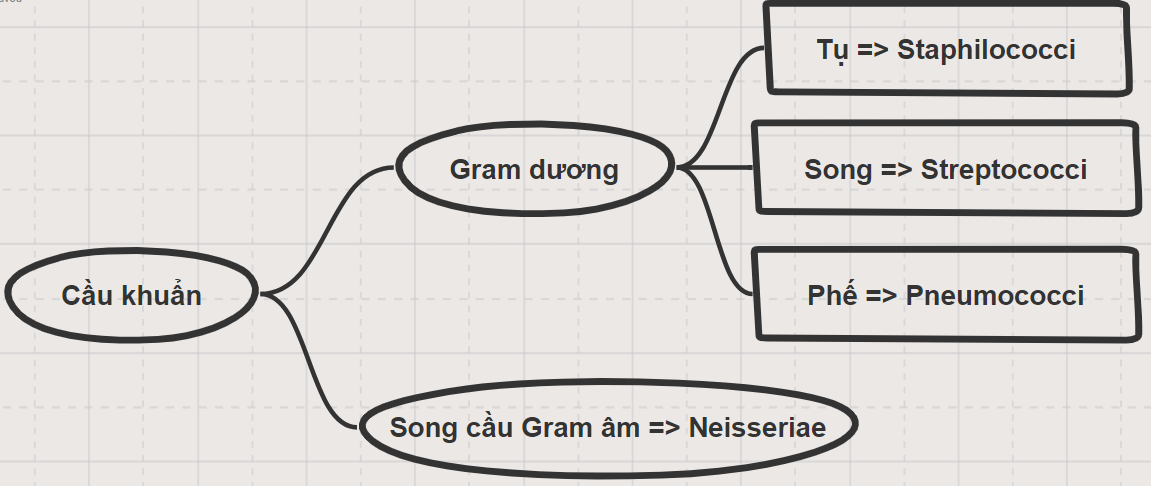 Tụ => Staphilococci
Gram dương
Song => Streptococci
Cầu khuẩn
Phế => Pneumococci
Song cầu Gram âm => Neisseriae